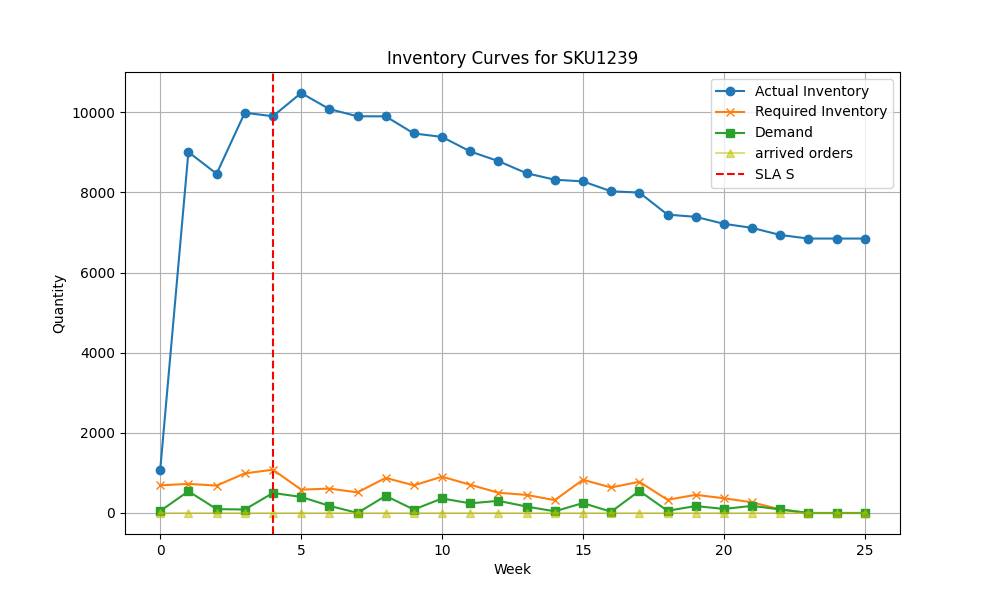 Inventory Curves for SKU1239
Actual Inventory
Required Inventory
Demand
arrived orders
SLA S
Quantity
10000
8000
6000
4000
2000
0
0 5 10 15 20 25
Week